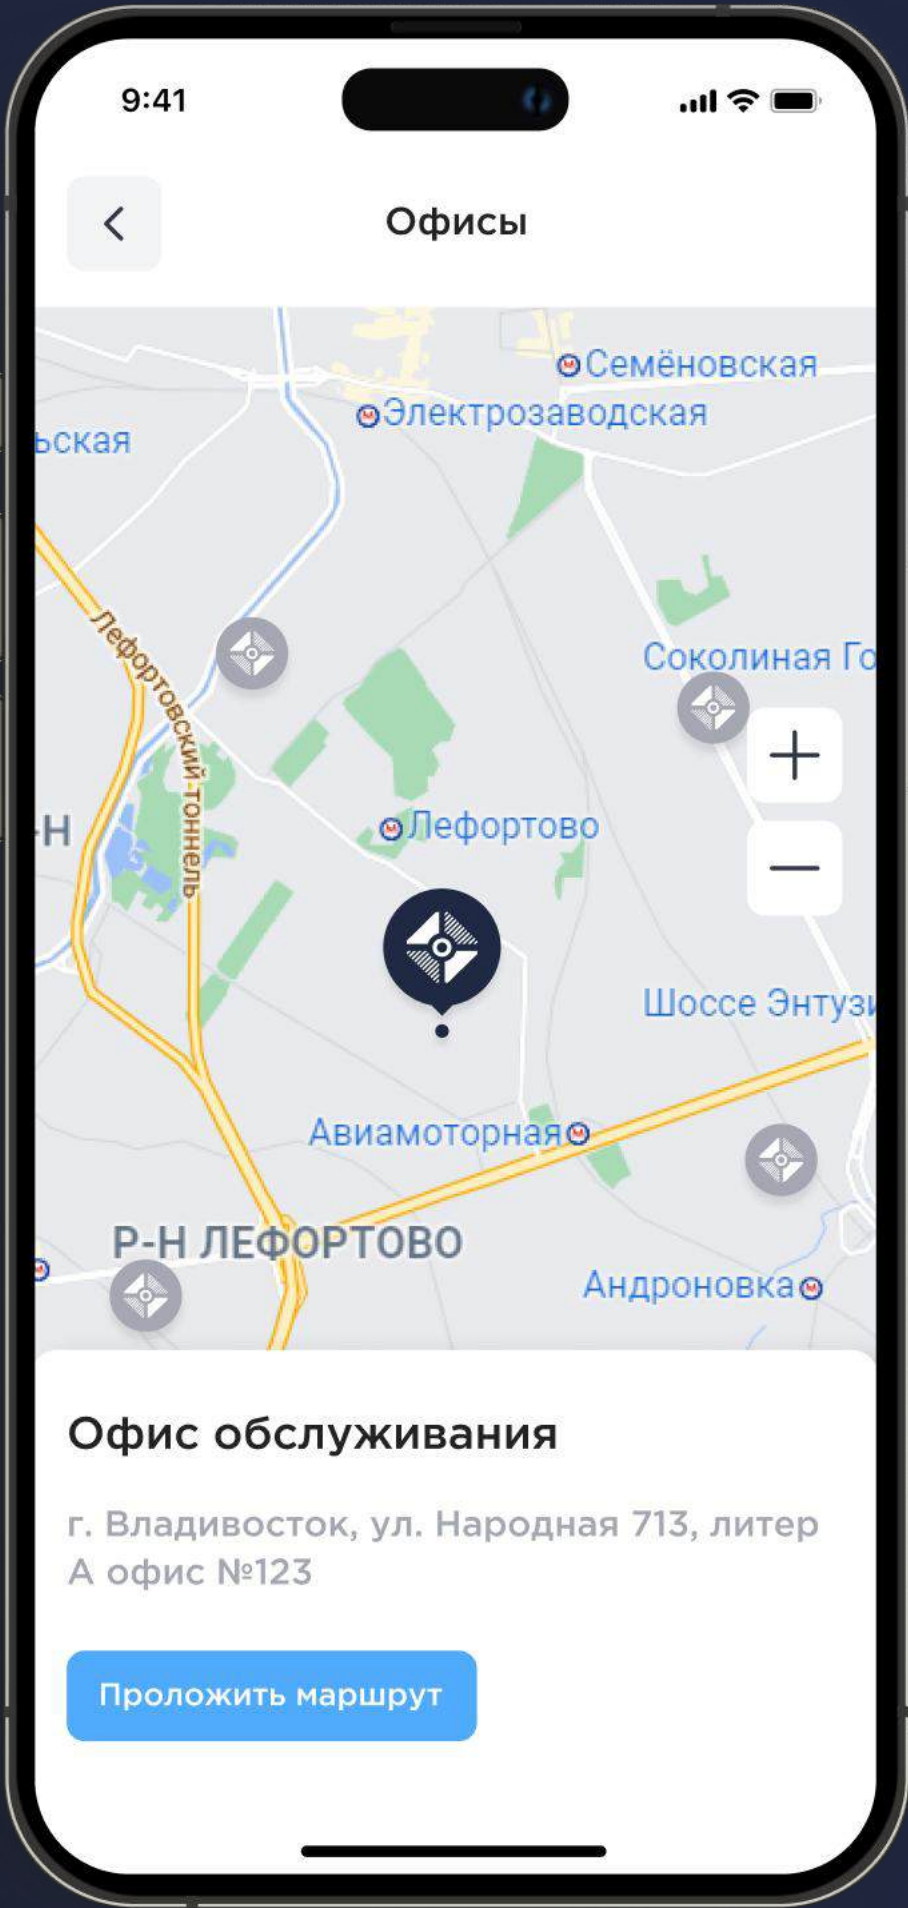 9:41
Офисы
Семёновская
Электрозаводская
ьская
Лефортовский тоннель
Соколиная Го
-Н
Лефортово
Шоссе Энтузи
Авиамоторная
Р-Н ЛЕФОРТОВО
Андроновка
Офис обслуживания
г. Владивосток, ул. Народная 713, литер
А офис №123
Проложить маршрут